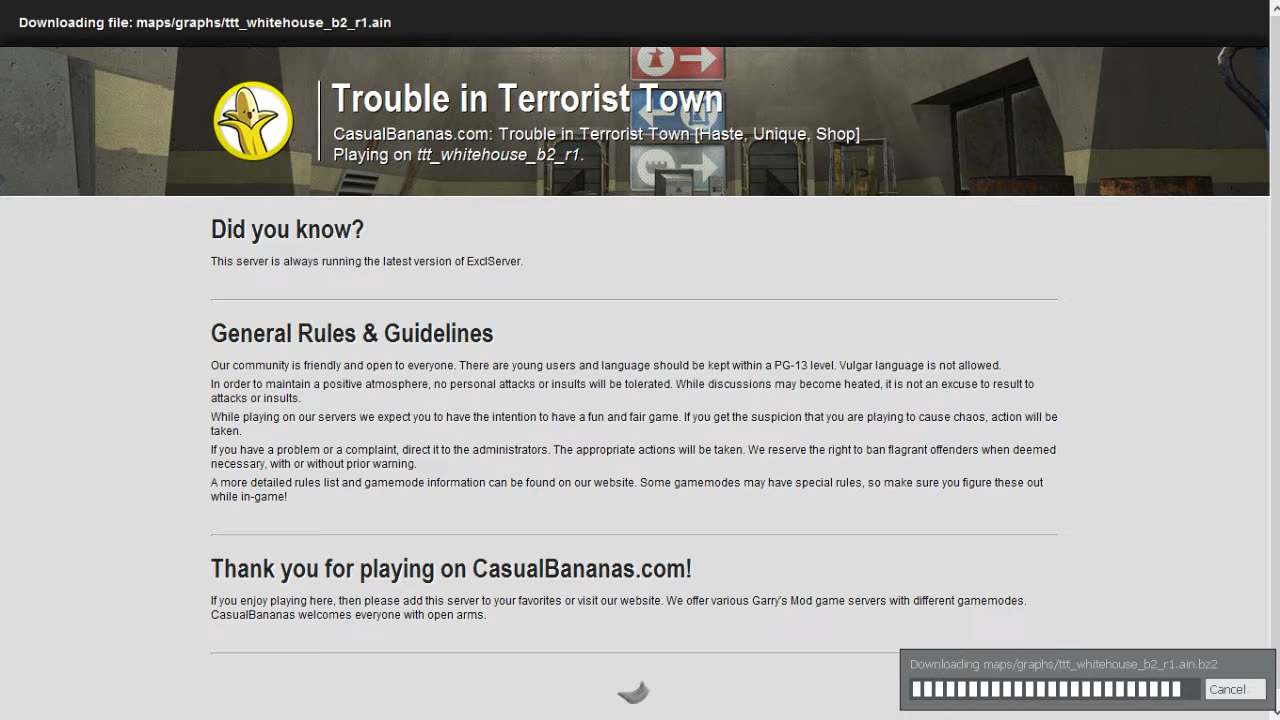 Downloading file: maps/graphs/ttt_whitehouse_b2_r1.ain
Trouble in Terrorist Town
CasualBananas.com: Trouble in Terrorist Town [Haste, Unique, Shop]
Playing on ttt_whitehouse_b2_r1.
Did you know?
This server is always running the latest version of ExclServer.
General Rules & Guidelines
Our community is friendly and open to everyone. There are young users and language should be kept within a PG-13 level. Vulgar language is not allowed.
In order to maintain a positive atmosphere, no personal attacks or insults will be tolerated. While discussions may become heated, it is not an excuse to result to
attacks or insults.
While playing on our servers we expect you to have the intention to have a fun and fair game. If you get the suspicion that you are playing to cause chaos, action will be
taken.
If you have a problem or a complaint, direct it to the administrators. The appropriate actions will be taken. We reserve the right to ban flagrant offenders when deemed
necessary, with or without prior warning.
A more detailed rules list and gamemode information can be found on our website. Some gamemodes may have special rules, so make sure you figure these out
while in-game!
Thank you for playing on CasualBananas.com!
If you enjoy playing here, then please add this server to your favorites or visit our website. We offer various Garry's Mod game servers with different gamemodes.
CasualBananas welcomes everyone with open arms.
Downloading maps/graphs/ttt_whitehouse_b2_r1.ain.bz2
Cancel